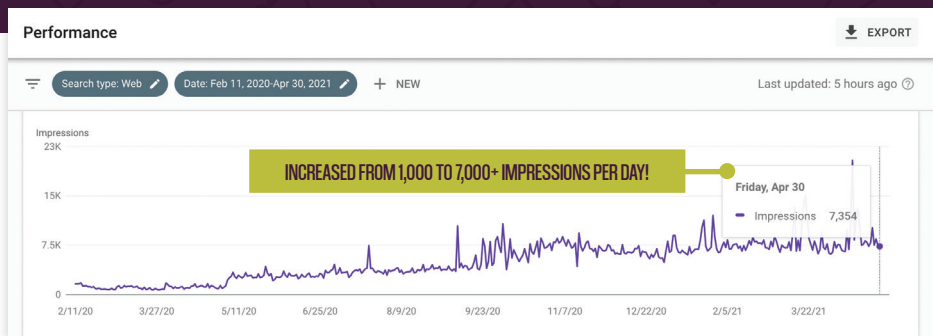 Performance
EXPORT
Search type: Web
Date: Feb 11, 2020-Apr 30, 2021
NEW
Last updated: 5 hours ago
Impressions
23K
INCREASED FROM 1,000 TO 7,000+ IMPRESSIONS PER DAY!
Friday, Apr 30
15K
Impressions 7,354
7.5K
0
2/11/20 3/27/20 5/11/20 6/25/20 8/9/20 9/23/20 11/7/20 12/22/20 2/5/21 3/22/21